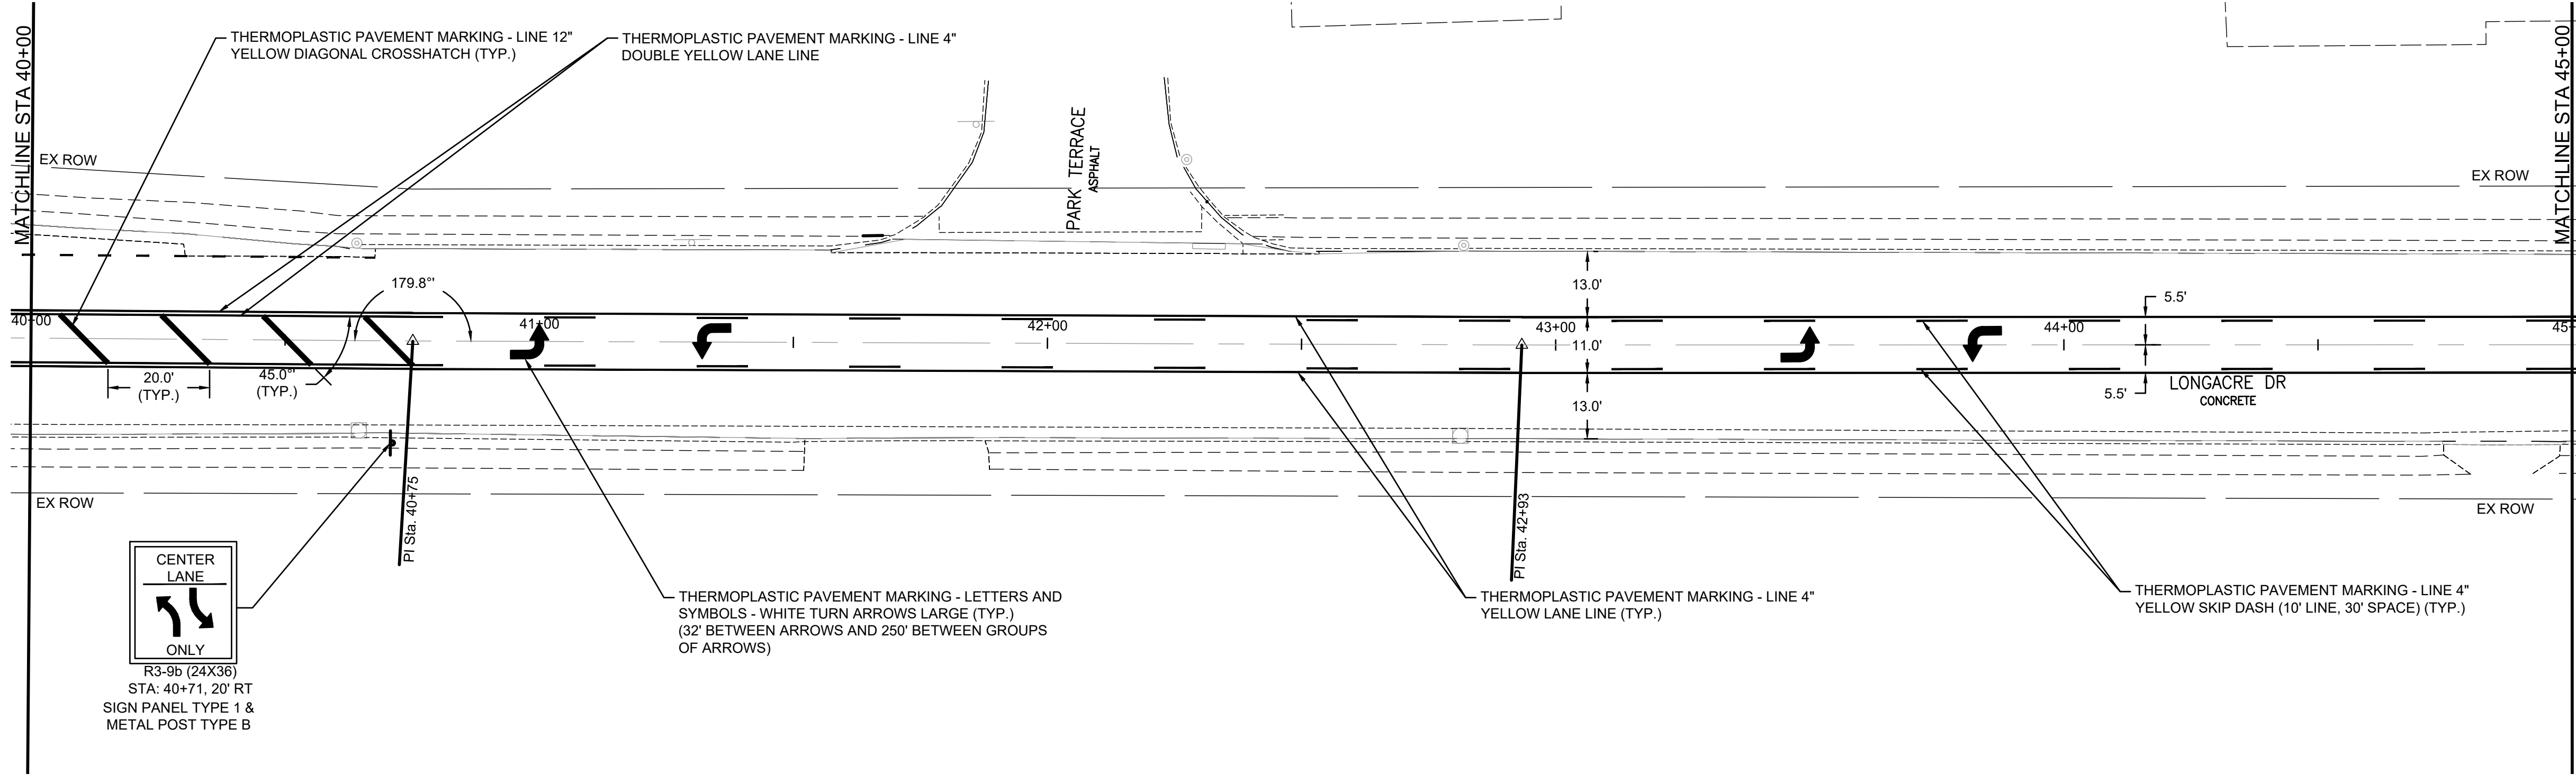 MATCHLINE STA 40+00
THERMOPLASTIC PAVEMENT MARKING - LINE 12"
YELLOW DIAGONAL CROSSHATCH (TYP.)
THERMOPLASTIC PAVEMENT MARKING - LINE 4"
DOUBLE YELLOW LANE LINE
PARK TERRACE
ASPHALT
MATCHLINE STA 45+00
EX ROW
EX ROW
179.8°'
13.0'
5.5'
40+00
41+00
42+00
43+00
44+00
45+
11.0'
20.0'
(TYP.)
45.0°'
(TYP.)
13.0'
5.5'
LONGACRE DR
CONCRETE
EX ROW
EX ROW
PI Sta. 40+75
PI Sta. 42+93
CENTER
LANE
ONLY
R3-9b (24X36)
STA: 40+71, 20' RT
SIGN PANEL TYPE 1 &
METAL POST TYPE B
THERMOPLASTIC PAVEMENT MARKING - LETTERS AND
SYMBOLS - WHITE TURN ARROWS LARGE (TYP.)
(32' BETWEEN ARROWS AND 250' BETWEEN GROUPS
OF ARROWS)
THERMOPLASTIC PAVEMENT MARKING - LINE 4"
YELLOW LANE LINE (TYP.)
THERMOPLASTIC PAVEMENT MARKING - LINE 4"
YELLOW SKIP DASH (10' LINE, 30' SPACE) (TYP.)